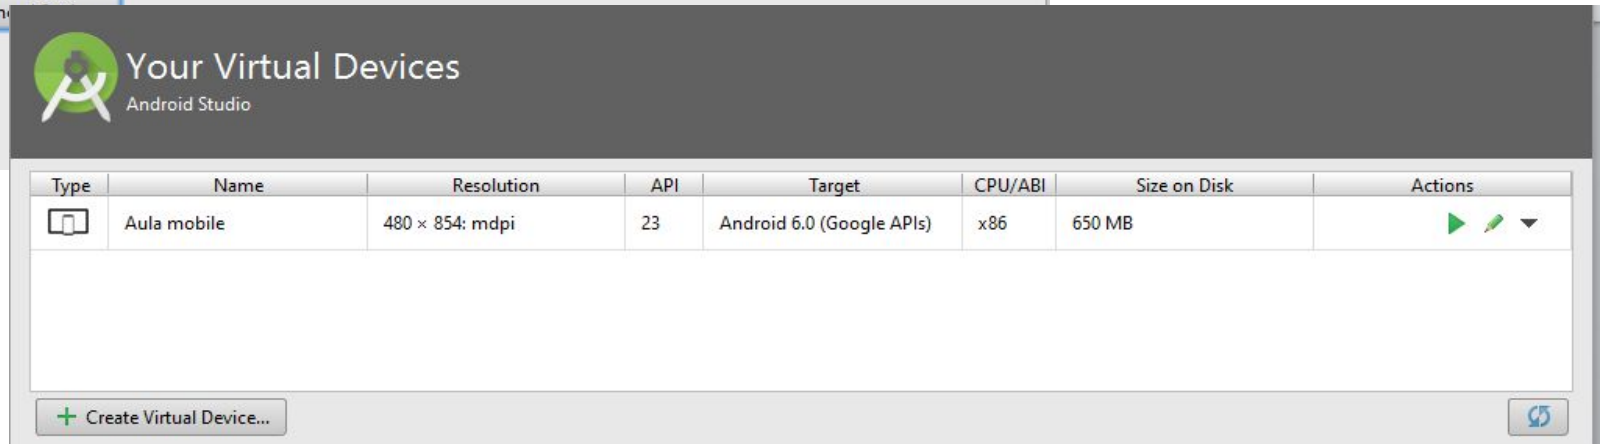 Your Virtual Devices
Android Studio
Type Name Resolution API Target CPU/ABI Size on Disk Actions
Aula mobile 480 × 854: mdpi 23 Android 6.0 (Google APIs) x86 650 MB
Create Virtual Device...